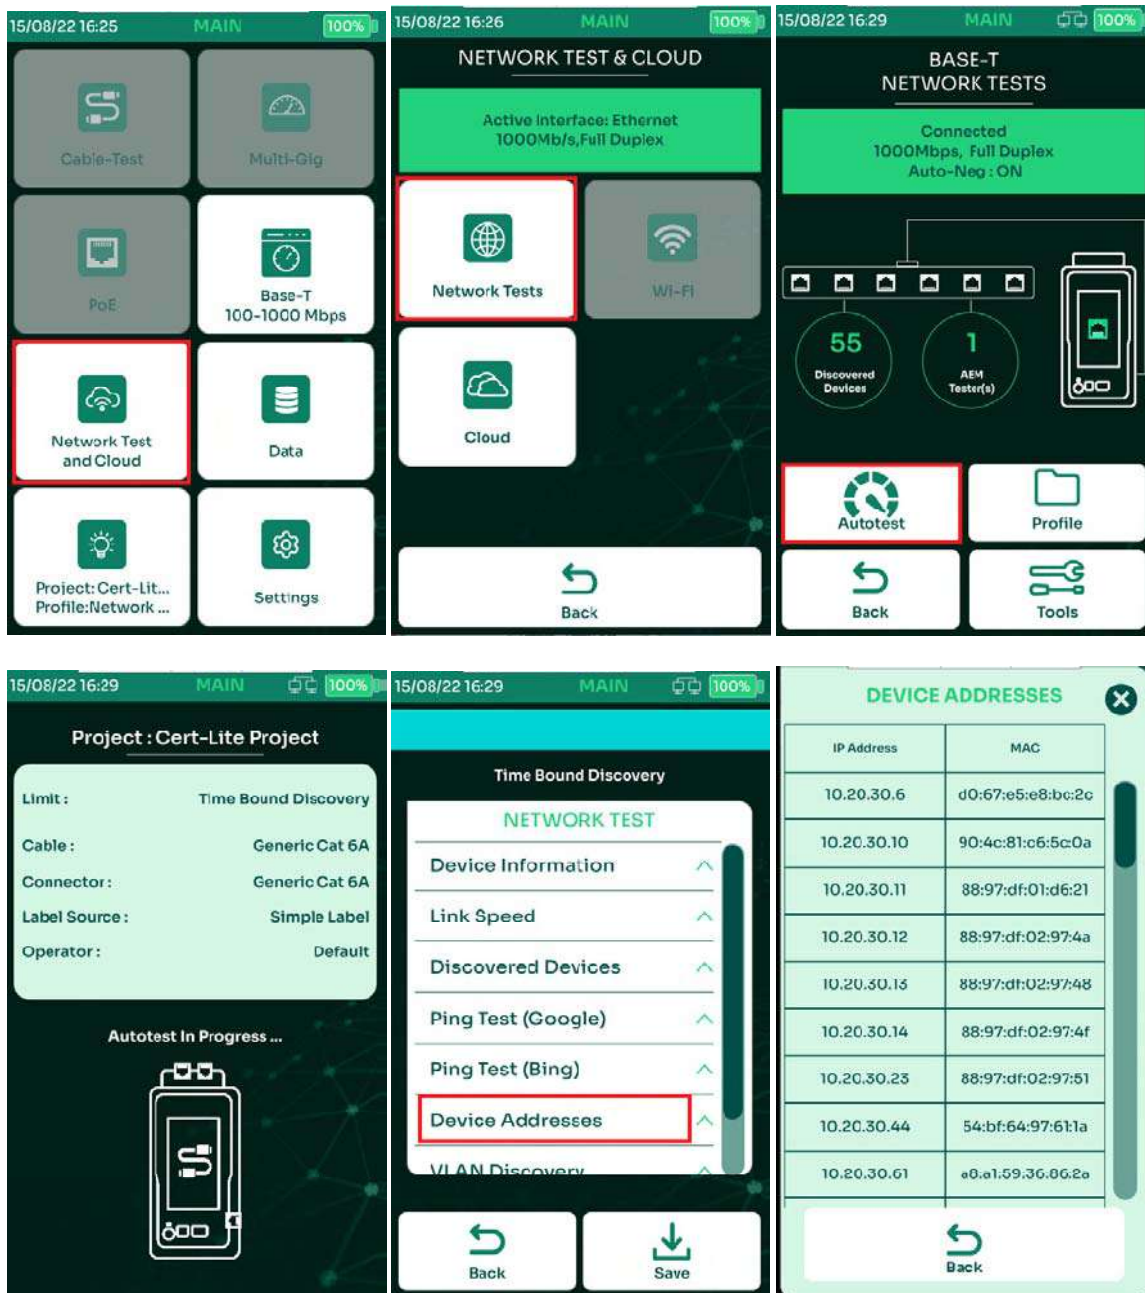 15/08/22 16:25 MAIN 100%
Cable-Test
Multi-Gig
PoE
Base-T
100-1000 Mbps
Network Test
and Cloud
Data
Project: Cert-Lit...
Profile:Network ...
Settings
15/08/22 16:26 MAIN 100%
NETWORK TEST & CLOUD
Active Interface: Ethernet
1000Mb/s,Full Duplex
Network Tests
Wi-Fi
Cloud
Back
15/08/22 16:29 MAIN 100%
BASE-T
NETWORK TESTS
Connected
1000Mbps, Full Duplex
Auto-Neg : ON
55
Discovered
Devices
1
AEM
Tester(s)
Autotest
Profile
Back
Tools
15/08/22 16:29 MAIN 100%
Project : Cert-Lite Project
Limit : Time Bound Discovery
Cable : Generic Cat 6A
Connector : Generic Cat 6A
Label Source : Simple Label
Operator : Default
Autotest In Progress ...
15/08/22 16:29 MAIN 100%
Time Bound Discovery
NETWORK TEST
Device Information
Link Speed
Discovered Devices
Ping Test (Google)
Ping Test (Bing)
Device Addresses
VLAN Discovery
Back
Save
DEVICE ADDRESSES
IP Address MAC
10.20.30.6 d0:67:e5:e8:bc:2c
10.20.30.10 90:4c:81:c6:5c:0a
10.20.30.11 88:97:df:01:d6:21
10.20.30.12 88:97:df:02:97:4a
10.20.30.13 88:97:df:02:97:48
10.20.30.14 88:97:df:02:97:4f
10.20.30.23 88:97:df:02:97:51
10.20.30.44 54:bf:64:97:61:1a
10.20.30.61 a8:a1:59:36:86:2a
Back